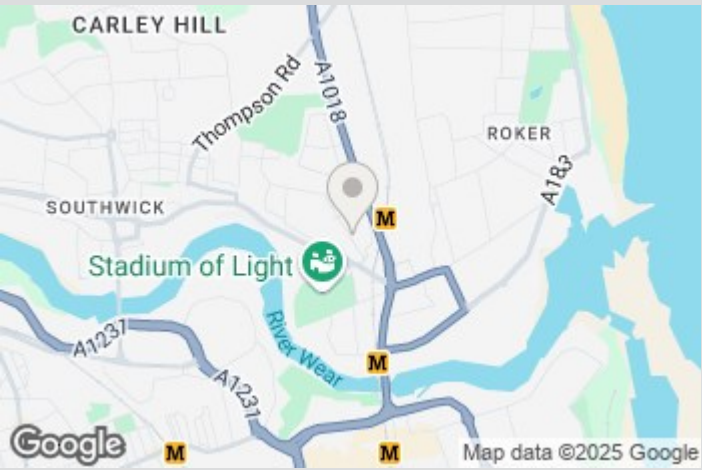 CARLEY HILL
Thompson Rd
A1018
ROKER
A183
SOUTHWICK
M
Stadium of Light
River Wear
A1231
A1231
M
Google
M
M
Map data ©2025 Google